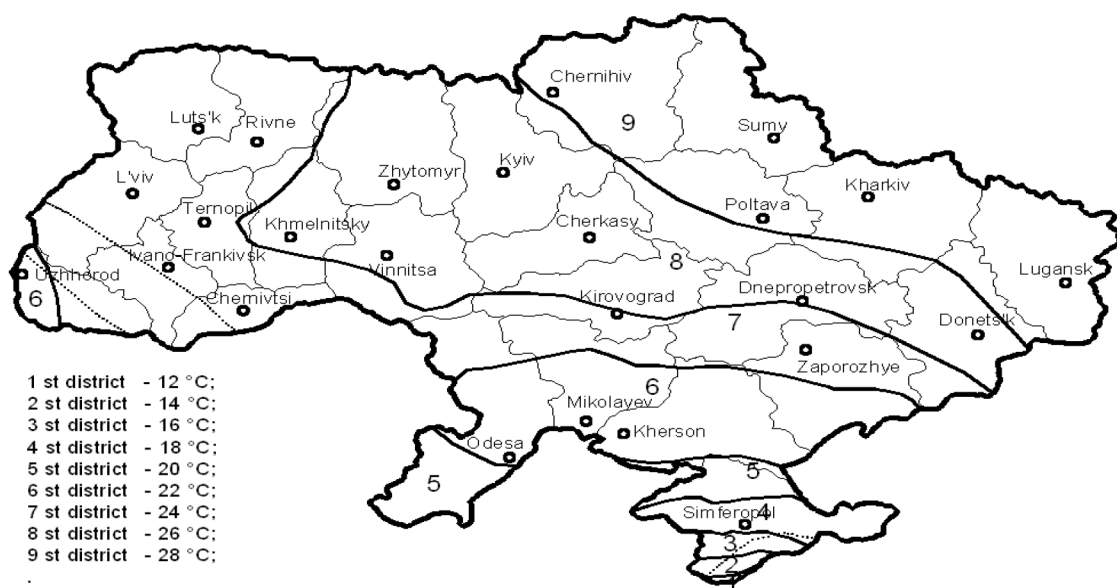 Chernihiv
9
Sumy
Luts'k
Rivne
Kyiv
Zhytomyr
L'viv
Kharkiv
Ternopil
Khmelnitsky
Cherkasy
Poltava
Ivano-Frankivsk
Vinnitsa
8
Uzhhorod
Lugansk
6
Chernivtsi
Kirovograd
Dnepropetrovsk
7
Donets'k
Zaporozhye
1 st district - 12 °C;
2 st district - 14 °C;
3 st district - 16 °C;
4 st district - 18 °C;
5 st district - 20 °C;
6 st district - 22 °C;
7 st district - 24 °C;
8 st district - 26 °C;
9 st district - 28 °C;
.
6
Mikolayev
Kherson
Odesa
5
5
Simferopol
4
3
2